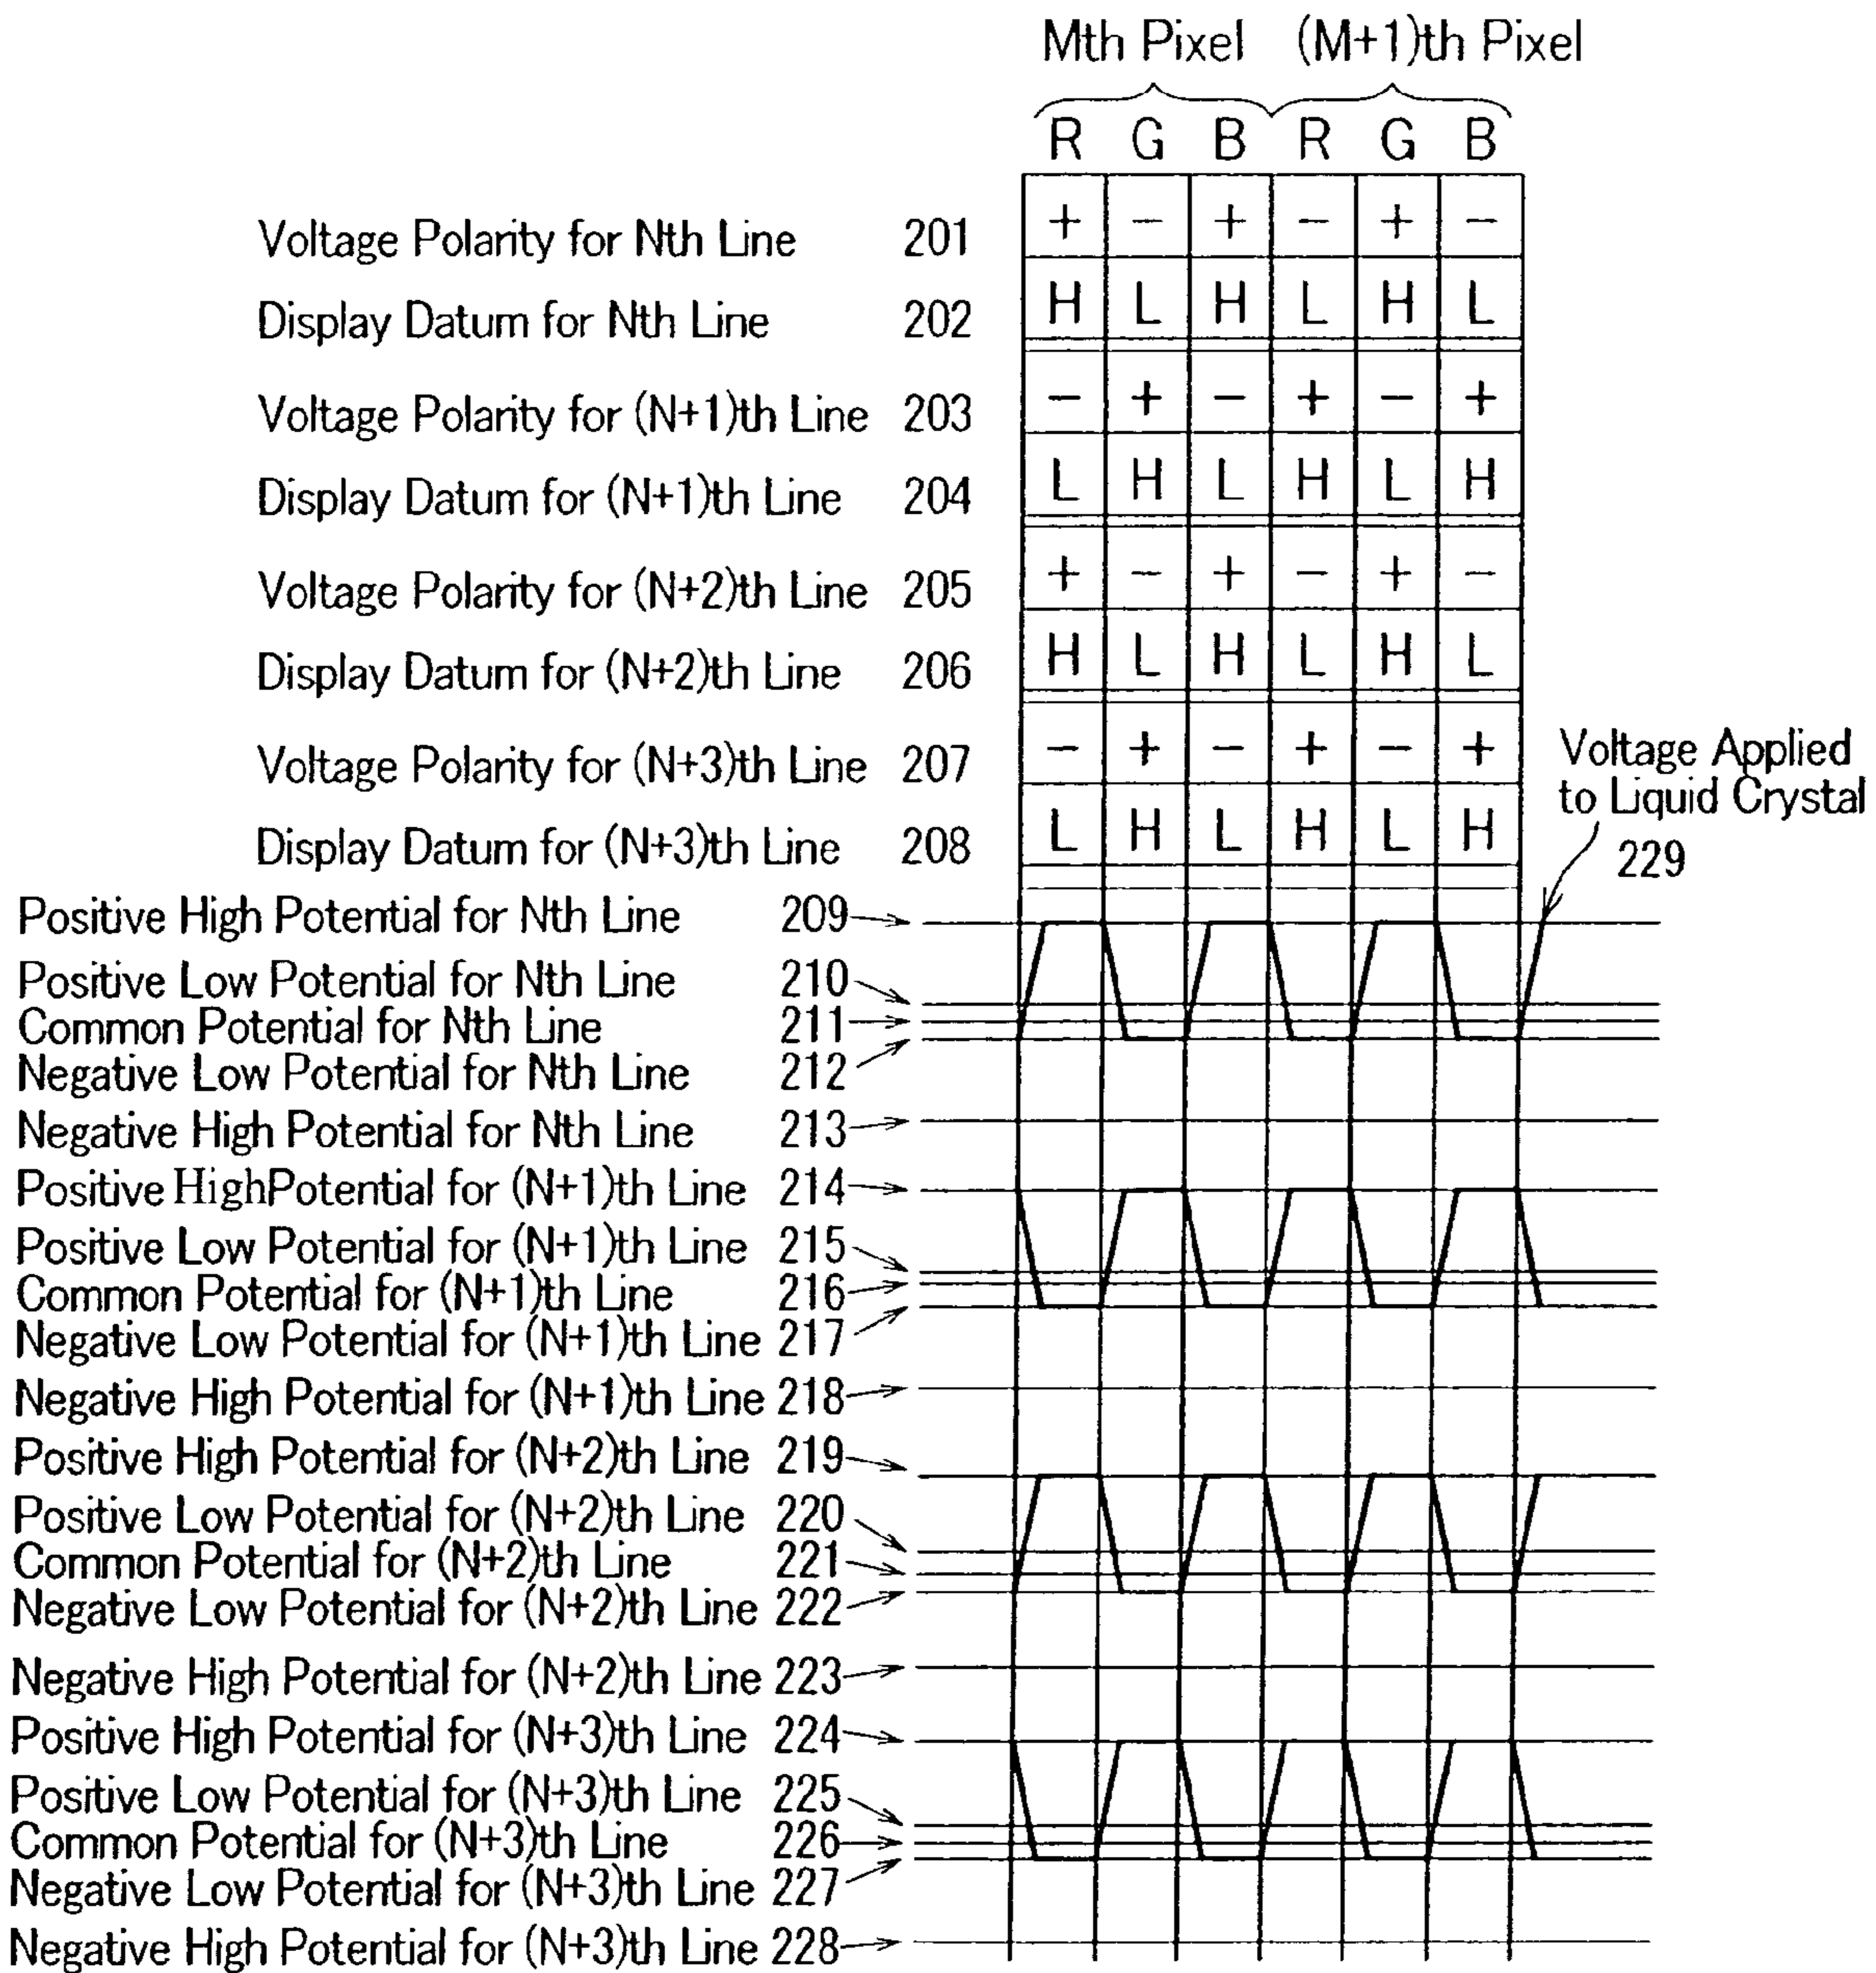 Mth Pixel (M+1)th Pixel
R G B R G B
Voltage Polarity for Nth Line 201 + − + − + −
Display Datum for Nth Line 202 H L H L H L
Voltage Polarity for (N+1)th Line 203 − + − + − +
Display Datum for (N+1)th Line 204 L H L H L H
Voltage Polarity for (N+2)th Line 205 + − + − + −
Display Datum for (N+2)th Line 206 H L H L H L
Voltage Polarity for (N+3)th Line 207 − + − + − +
Display Datum for (N+3)th Line 208 L H L H L H
Voltage Applied
to Liquid Crystal
229
Positive High Potential for Nth Line 209
Positive Low Potential for Nth Line 210
Common Potential for Nth Line 211
Negative Low Potential for Nth Line 212
Negative High Potential for Nth Line 213
Positive HighPotential for (N+1)th Line 214
Positive Low Potential for (N+1)th Line 215
Common Potential for (N+1)th Line 216
Negative Low Potential for (N+1)th Line 217
Negative High Potential for (N+1)th Line 218
Positive High Potential for (N+2)th Line 219
Positive Low Potential for (N+2)th Line 220
Common Potential for (N+2)th Line 221
Negative Low Potential for (N+2)th Line 222
Negative High Potential for (N+2)th Line 223
Positive High Potential for (N+3)th Line 224
Positive Low Potential for (N+3)th Line 225
Common Potential for (N+3)th Line 226
Negative Low Potential for (N+3)th Line 227
Negative High Potential for (N+3)th Line 228